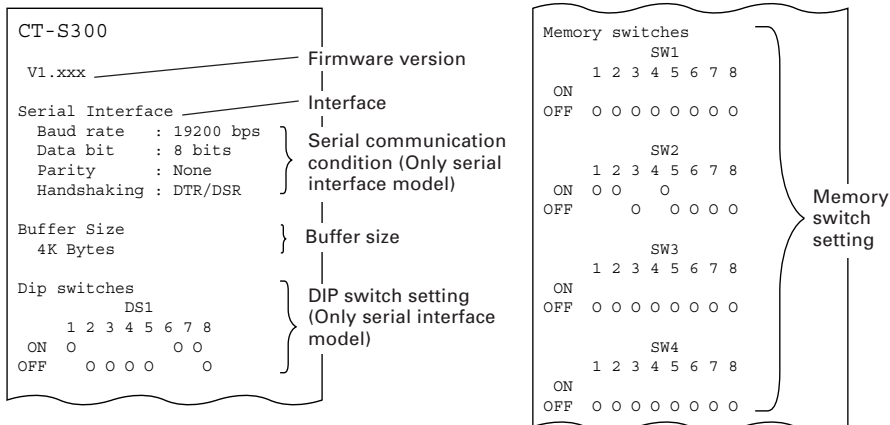 CT-S300
V1.xxx
Firmware version
Serial Interface
Interface
Baud rate : 19200 bps
Data bit : 8 bits
Parity : None
Handshaking : DTR/DSR
Serial communication
condition (Only serial
interface model)
Buffer Size
4K Bytes
Buffer size
Dip switches
DS1
1 2 3 4 5 6 7 8
ON O O O
OFF O O O O O
DIP switch setting
(Only serial interface
model)
Memory switches
SW1
1 2 3 4 5 6 7 8
ON
OFF O O O O O O O O
SW2
1 2 3 4 5 6 7 8
ON O O O
OFF O O O O O
SW3
1 2 3 4 5 6 7 8
ON
OFF O O O O O O O O
SW4
1 2 3 4 5 6 7 8
ON
OFF O O O O O O O O
Memory
switch
setting